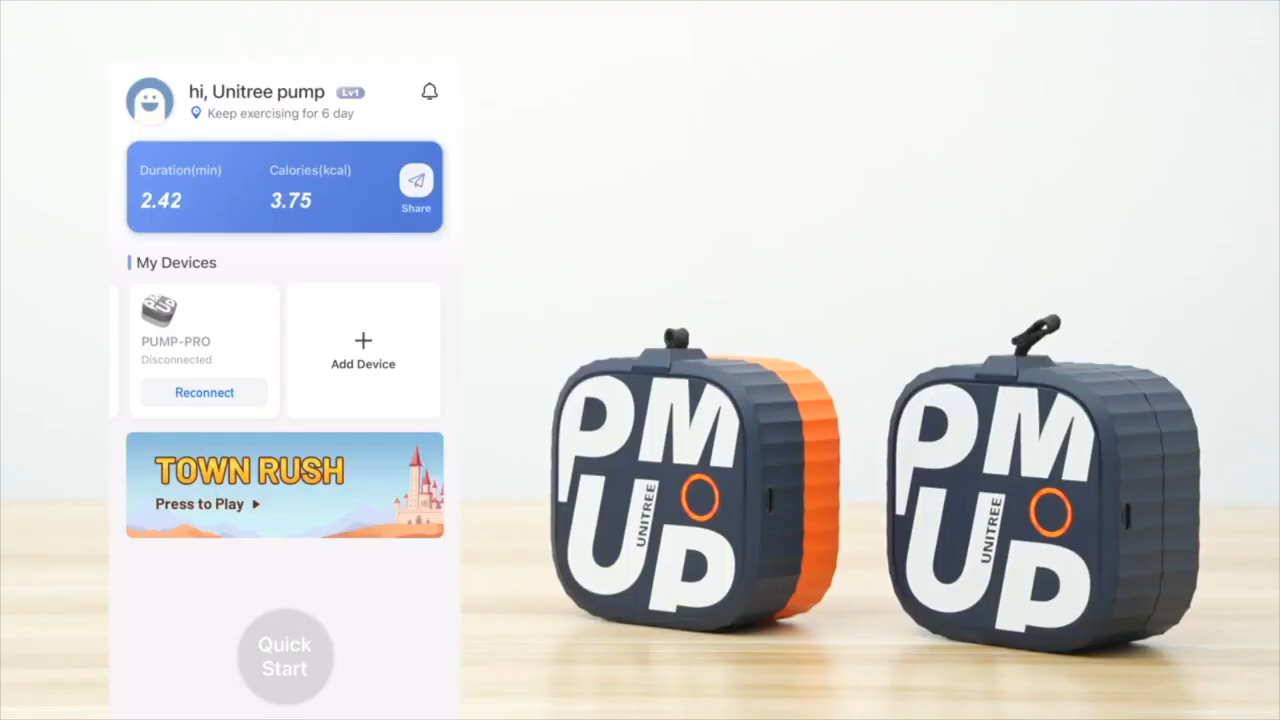 hi, Unitree pump Lv1
Keep exercising for 6 day
Duration(min) Calories(kcal)
2.42 3.75
Share
My Devices
PUMP-PRO
Disconnected
Reconnect
Add Device
TOWN RUSH
Press to Play
Quick
Start
PM
UP
UNITREE
PM
UP
UNITREE